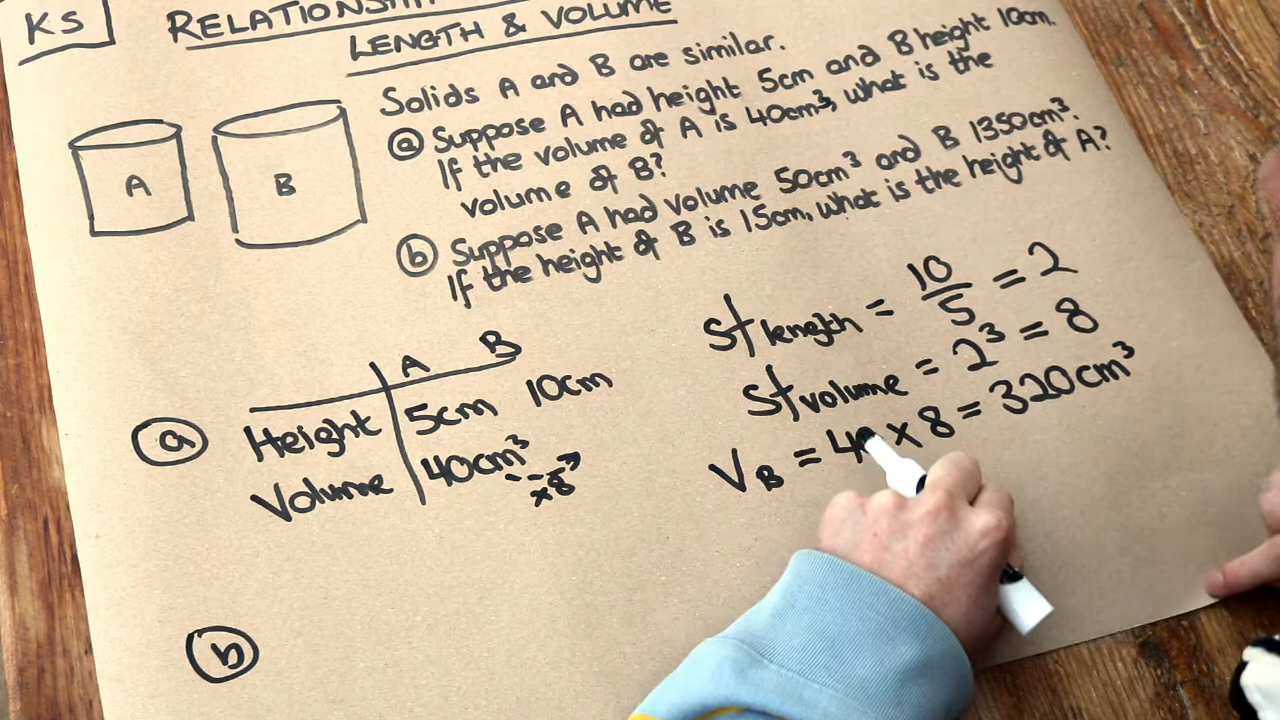 KS
RELATIONSHIP
LENGTH & VOLUME
Solids A and B are similar.
ⓐ Suppose A had height 5cm and B height 10cm.
If the volume of A is 40cm³, what is the
volume of B?
ⓑ Suppose A had volume 50cm³ and B 1350cm³.
If the height of B is 15cm, what is the height of A?
A
B
ⓐ
A B
Height 5cm 10cm
Volume 40cm³
×8
sf length = 10/5 = 2
sf volume = 2³ = 8
V_B = 40 × 8 = 320cm³
ⓑ